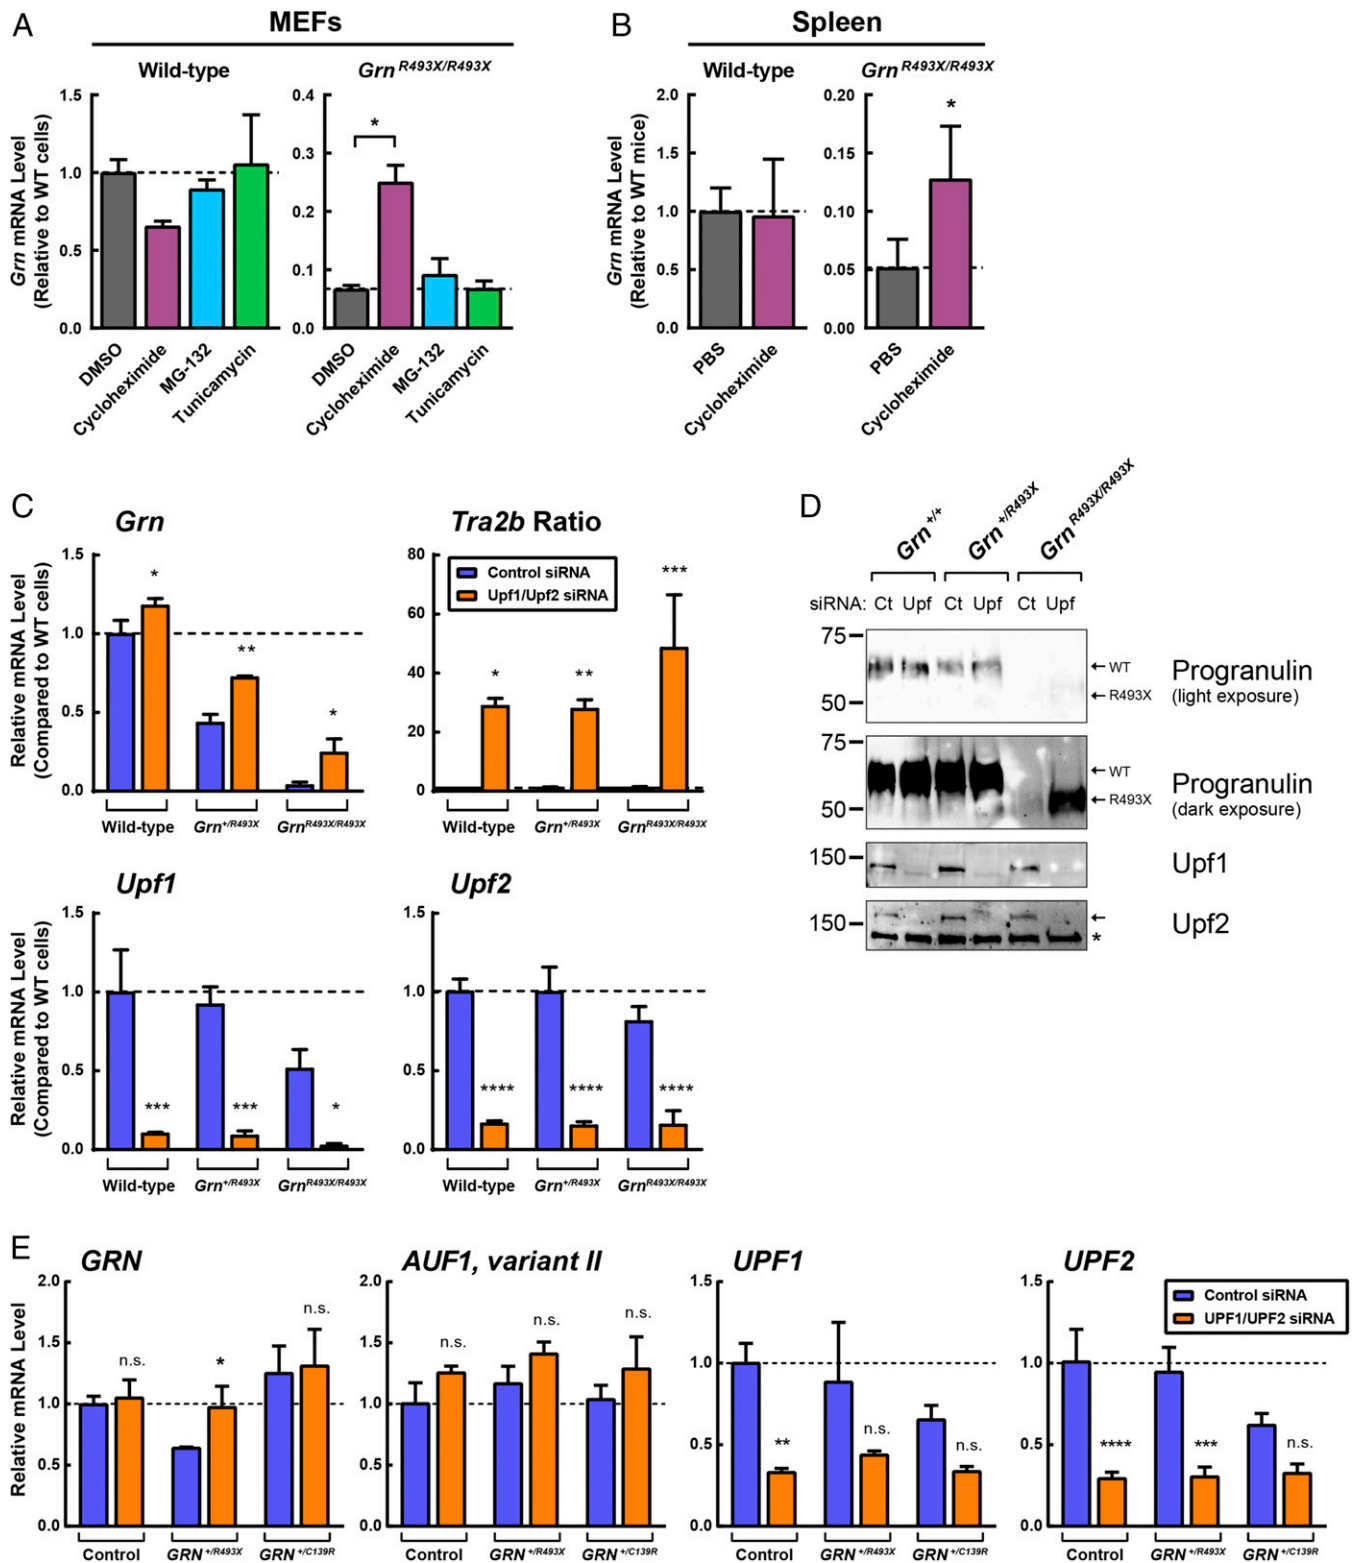 A
MEFs
Wild-type
Grn R493X/R493X
Grn mRNA Level
(Relative to WT cells)
1.5
1.0
0.5
0.0
DMSO
Cycloheximide
MG-132
Tunicamycin
0.4
0.3
0.2
0.1
0.0
*
DMSO
Cycloheximide
MG-132
Tunicamycin
B
Spleen
Wild-type
Grn R493X/R493X
Grn mRNA Level
(Relative to WT mice)
2.0
1.5
1.0
0.5
0.0
PBS
Cycloheximide
0.20
0.15
0.10
0.05
0.00
*
PBS
Cycloheximide
C
Grn
Relative mRNA Level
(Compared to WT cells)
1.5
1.0
0.5
0.0
*
**
*
Wild-type
Grn+/R493X
GrnR493X/R493X
Tra2b Ratio
80
60
40
20
0
Control siRNA
Upf1/Upf2 siRNA
*
**
***
Wild-type
Grn+/R493X
GrnR493X/R493X
Upf1
Relative mRNA Level
(Compared to WT cells)
1.5
1.0
0.5
0.0
***
***
*
Wild-type
Grn+/R493X
GrnR493X/R493X
Upf2
1.5
1.0
0.5
0.0
****
****
****
Wild-type
Grn+/R493X
GrnR493X/R493X
D
Grn+/+
Grn+/R493X
GrnR493X/R493X
siRNA: Ct Upf Ct Upf Ct Upf
75
50
← WT
← R493X
Progranulin
(light exposure)
75
50
← WT
← R493X
Progranulin
(dark exposure)
150
Upf1
150
←
*
Upf2
E
GRN
Relative mRNA Level
2.0
1.5
1.0
0.5
0.0
n.s.
*
n.s.
Control
GRN+/R493X
GRN+/C139R
AUF1, variant II
2.0
1.5
1.0
0.5
0.0
n.s.
n.s.
n.s.
Control
GRN+/R493X
GRN+/C139R
UPF1
1.5
1.0
0.5
0.0
**
n.s.
n.s.
Control
GRN+/R493X
GRN+/C139R
UPF2
1.5
1.0
0.5
0.0
Control siRNA
UPF1/UPF2 siRNA
****
***
n.s.
Control
GRN+/R493X
GRN+/C139R